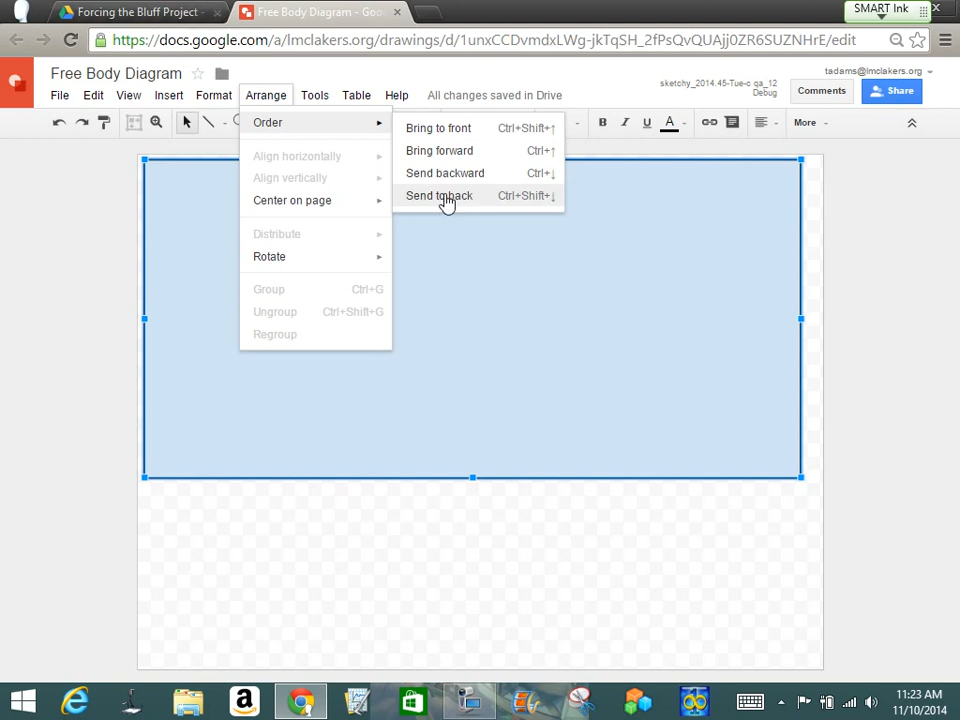 Forcing the Bluff Project -
Free Body Diagram - Goo
SMART Ink
https://docs.google.com/a/lmclakers.org/drawings/d/1unxCCDvmdxLWg-jkTqSH_2fPsQvQUAjj0ZR6SUZNHrE/edit
Free Body Diagram
sketchy_2014.45-Tue-c qa_12
Debug
tadams@lmclakers.org
Comments
Share
File Edit View Insert Format Arrange Tools Table Help All changes saved in Drive
B I U A More
Order
Align horizontally
Align vertically
Center on page
Distribute
Rotate
Group Ctrl+G
Ungroup Ctrl+Shift+G
Regroup
Bring to front Ctrl+Shift+↑
Bring forward Ctrl+↑
Send backward Ctrl+↓
Send to back Ctrl+Shift+↓
11:23 AM
11/10/2014